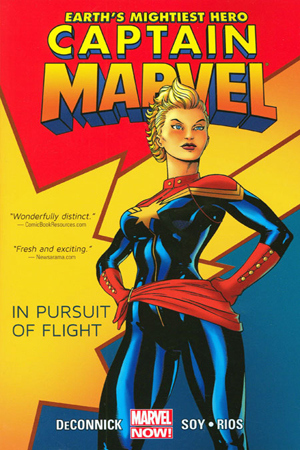 EARTH'S MIGHTIEST HERO
CAPTAIN
MARVEL
"Wonderfully distinct."
— ComicBookResources.com
"Fresh and exciting."
— Newsarama.com
IN PURSUIT
OF FLIGHT
DeCONNICK
MARVEL
NOW!
SOY • RIOS